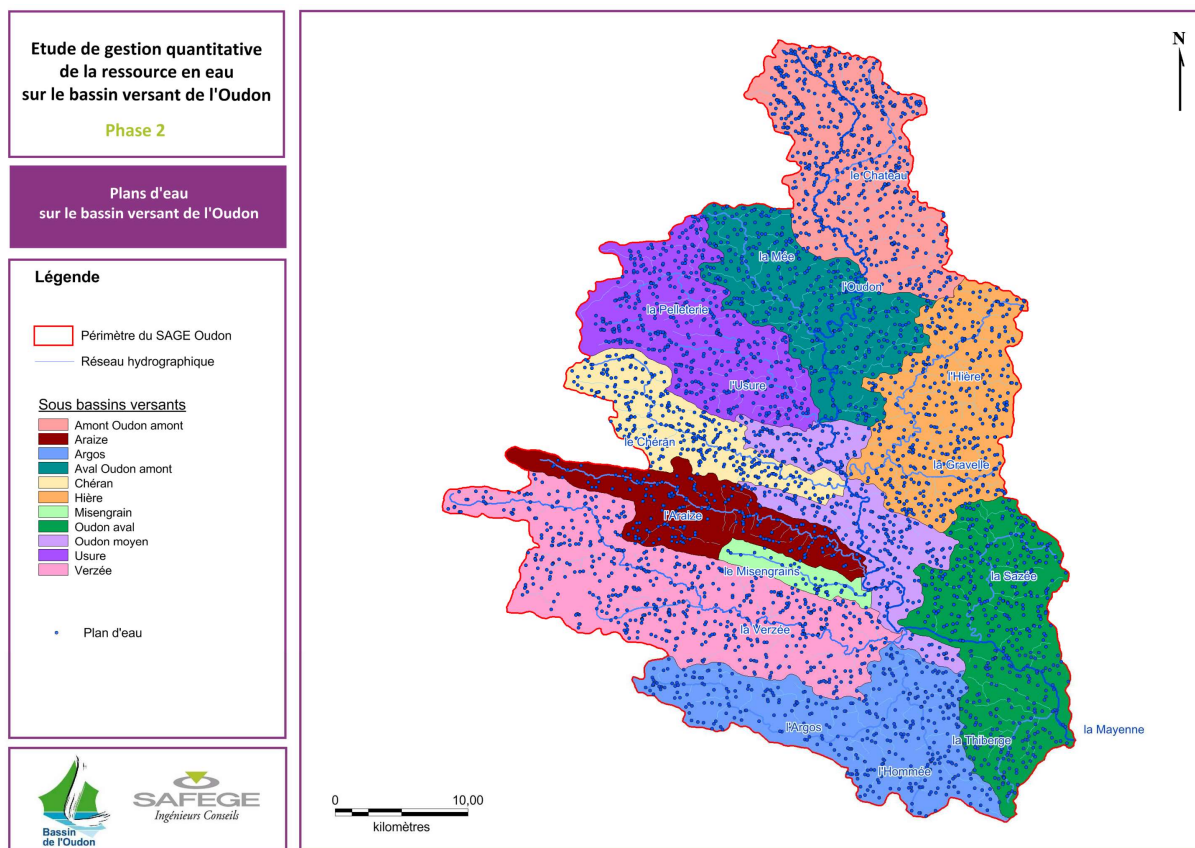 Etude de gestion quantitative
de la ressource en eau
sur le bassin versant de l'Oudon
Phase 2
Plans d'eau
sur le bassin versant de l'Oudon
Légende
Périmètre du SAGE Oudon
Réseau hydrographique
Sous bassins versants
Amont Oudon amont
Araize
Argos
Aval Oudon amont
Chéran
Hière
Misengrain
Oudon aval
Oudon moyen
Usure
Verzée
Plan d'eau
Bassin
de l'Oudon
SAFEGE
Ingénieurs Conseils
N
le Chateau
la Mée
l'Oudon
la Pelleterie
l'Hière
l'Usure
le Chéran
la Gravelle
l'Araize
le Misengrains
la Sazée
la Verzée
l'Argos
la Thiberge
la Mayenne
l'Hommée
0 10,00
kilomètres